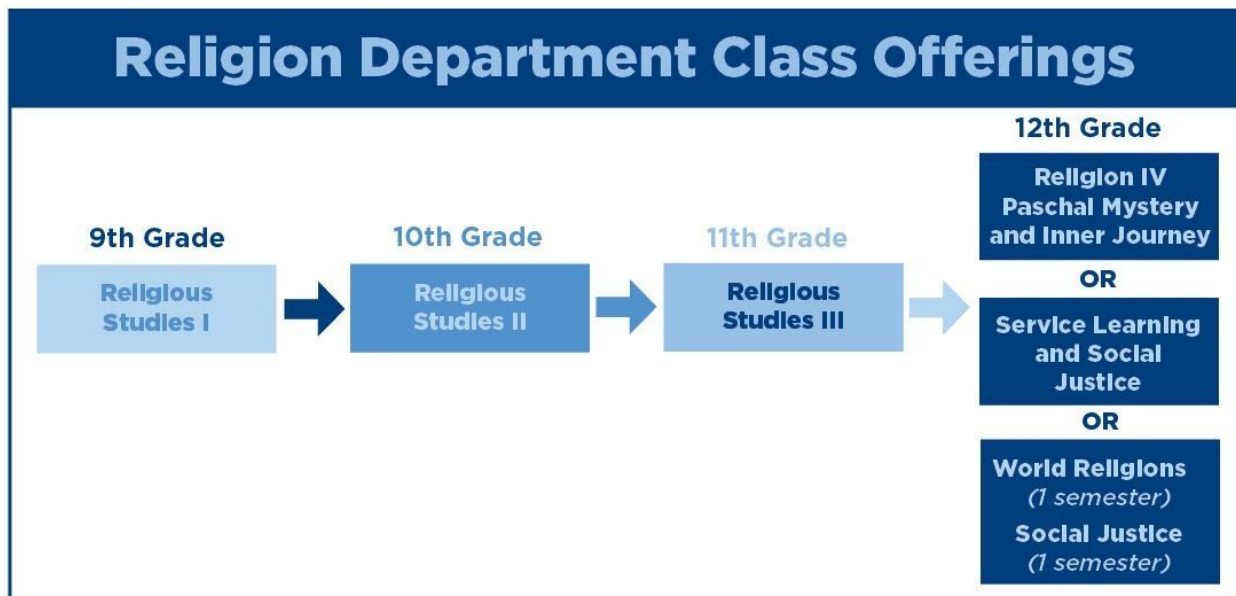 Religion Department Class Offerings
9th Grade
Religious
Studies I
10th Grade
Religious
Studies II
11th Grade
Religious
Studies III
12th Grade
Religion IV
Paschal Mystery
and Inner Journey
OR
Service Learning
and Social
Justice
OR
World Religions
(1 semester)
Social Justice
(1 semester)